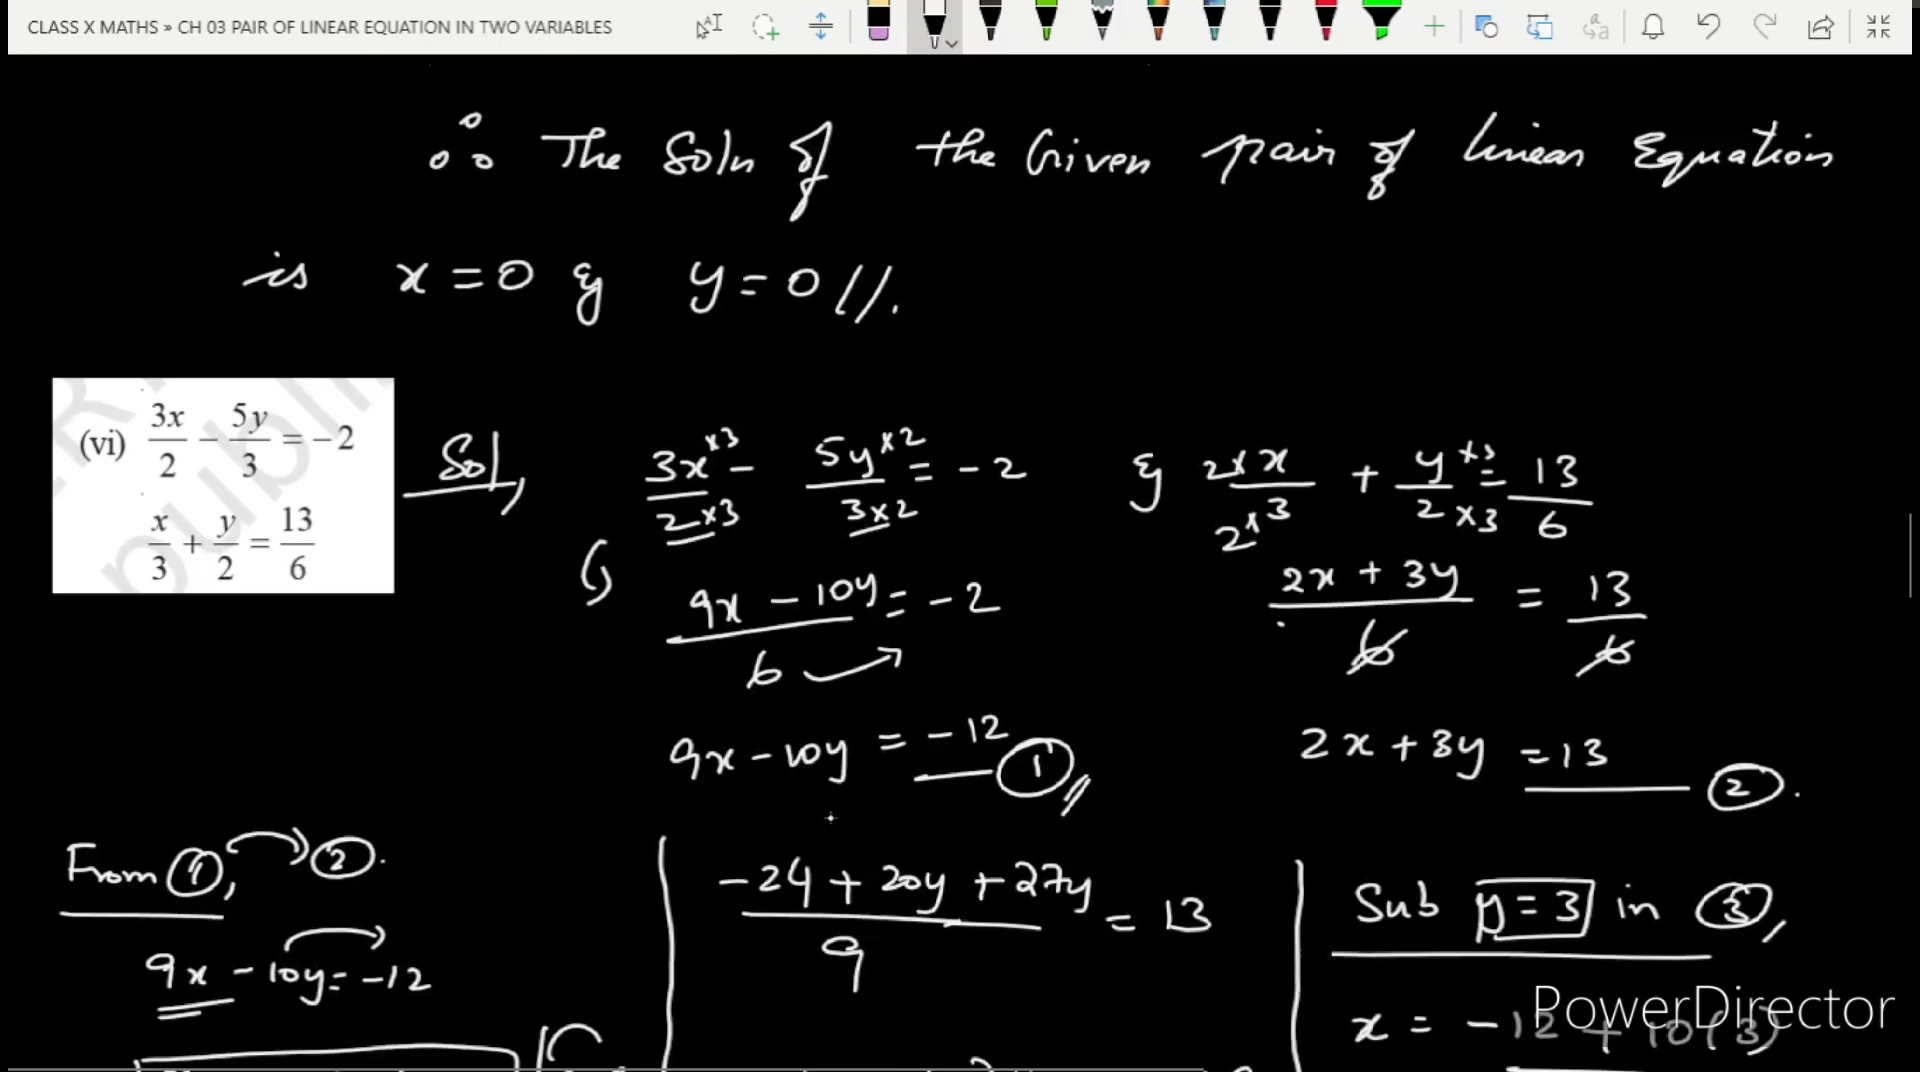 CLASS X MATHS » CH 03 PAIR OF LINEAR EQUATION IN TWO VARIABLES
∴ The Soln of the Given pair of linear Equation
is x = 0 & y = 0 //.
(vi) 3x/2 − 5y/3 = −2
x/3 + y/2 = 13/6
Sol,
3x ×3/2 ×3 − 5y ×2/3×2 = −2 & 2× x/2×3 + y ×3/2 ×3 = 13/6
9x − 10y/6 = −2
2x + 3y/6 = 13/6
9x − 10y = −12 ①,,
2x + 3y = 13 ②.
From ①, ②.
9x − 10y = −12
−24 + 20y + 27y/9 = 13
Sub y = 3 in ③,
x = −12 + 10(3)
PowerDirector